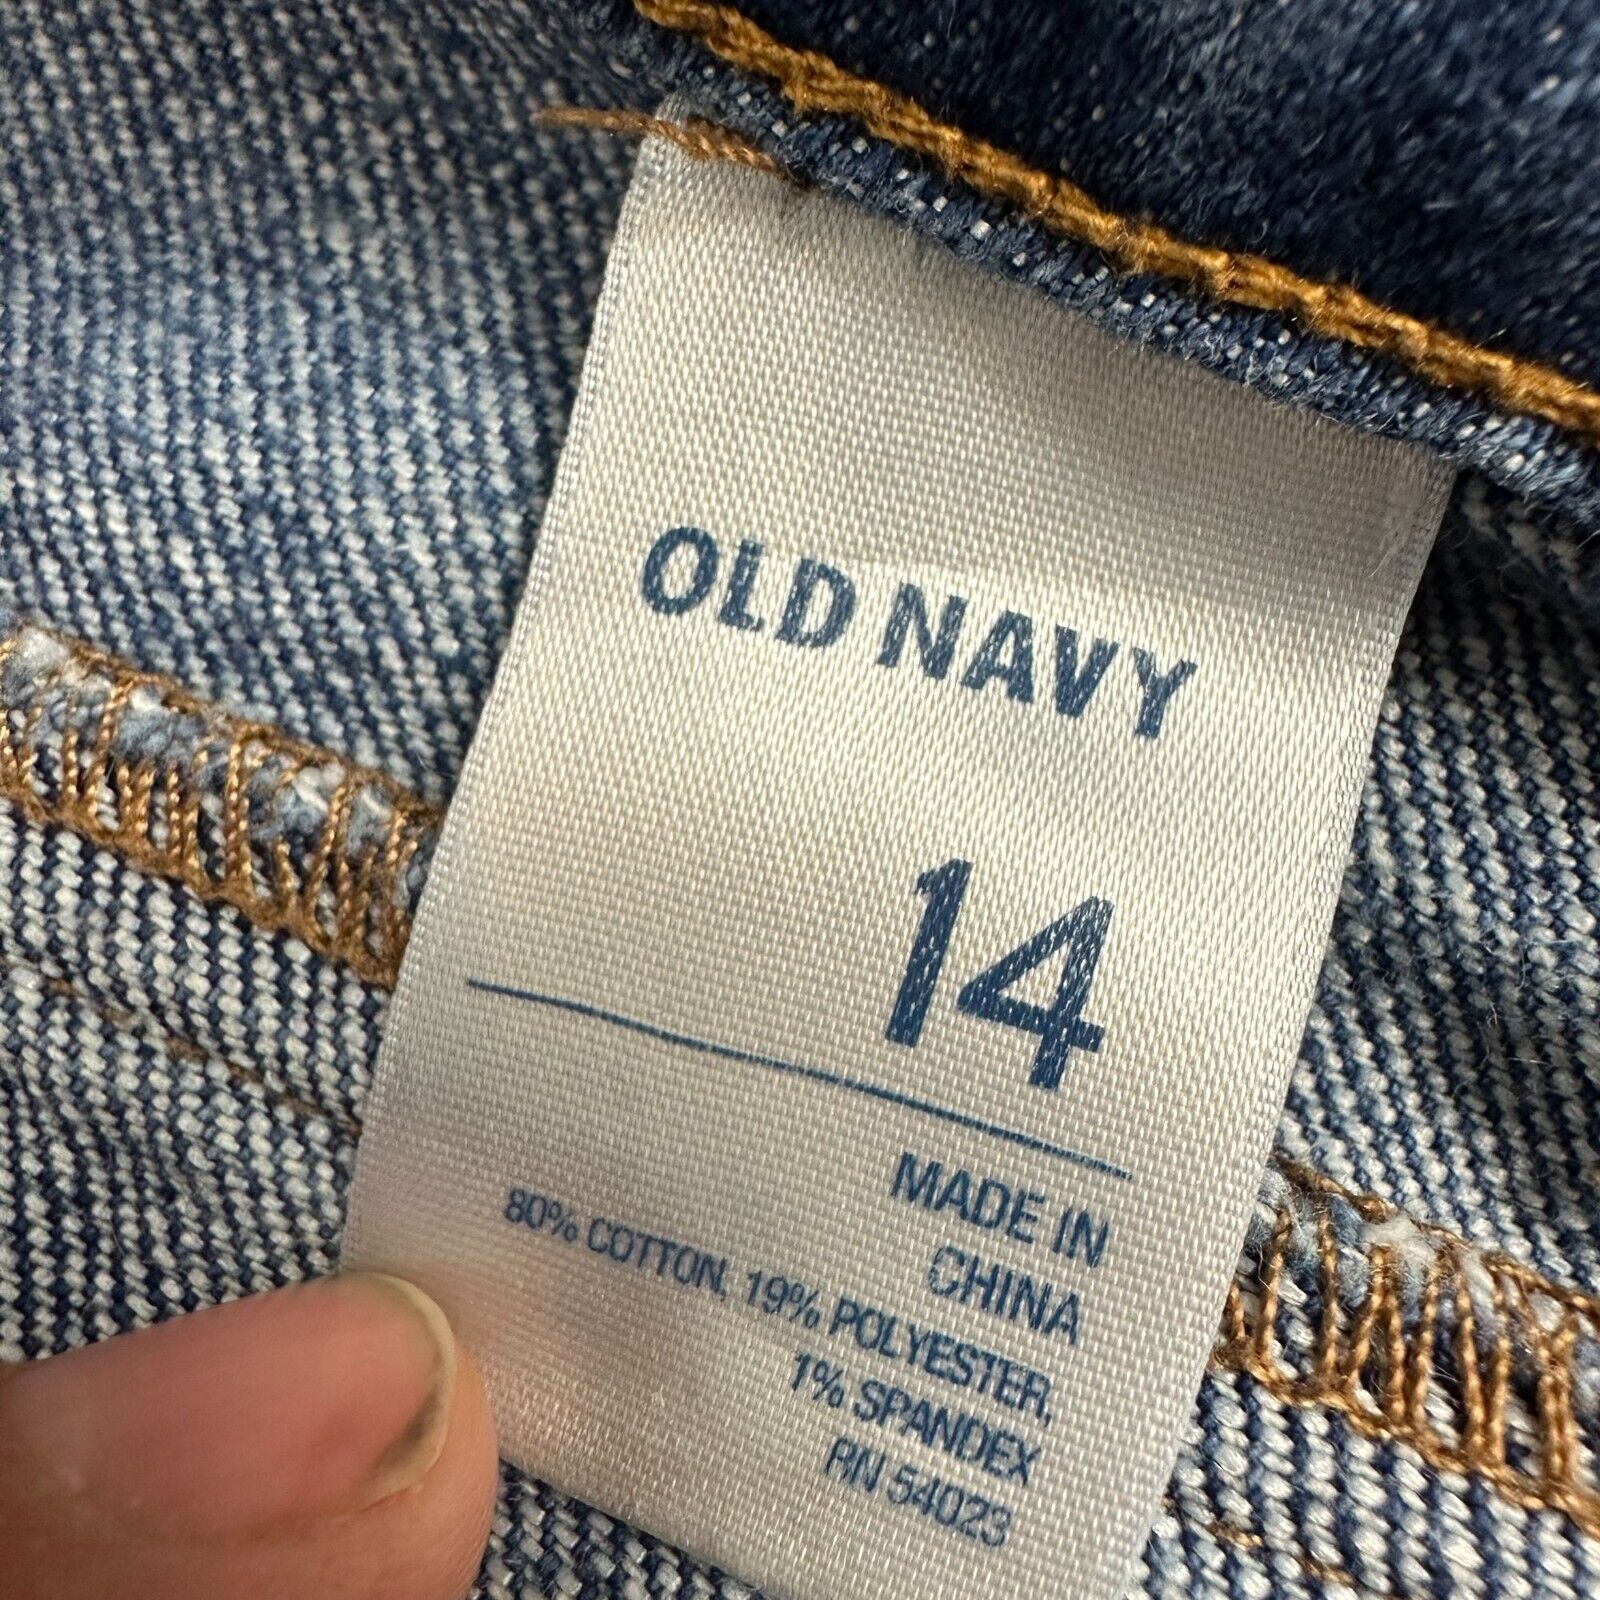 OLD NAVY
14
MADE IN
CHINA
80% COTTON, 19% POLYESTER,
1% SPANDEX
RN 54023